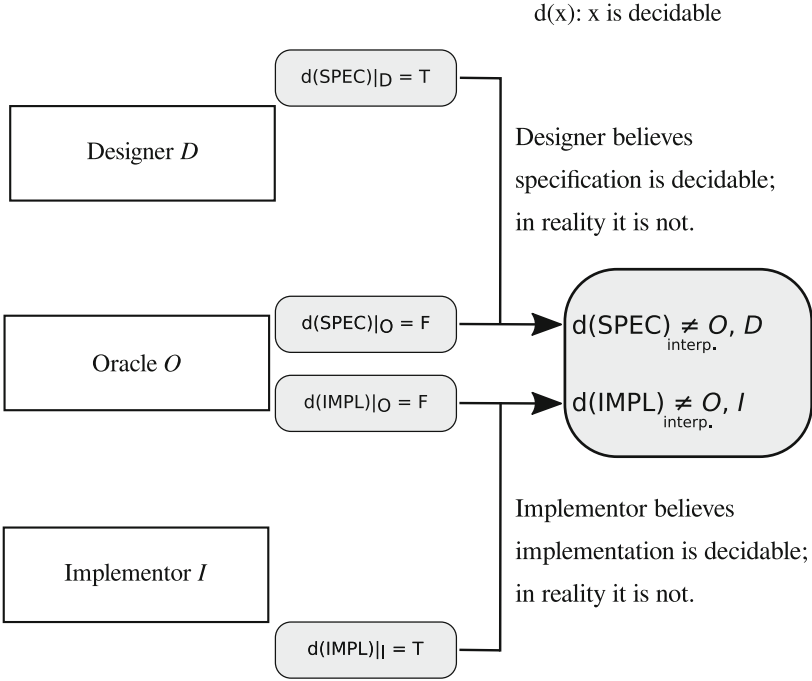 d(x): x is decidable
d(SPEC)|D = T
Designer D
Designer believes
specification is decidable;
in reality it is not.
d(SPEC)|O = F
Oracle O
d(IMPL)|O = F
d(SPEC) ≠ O, D
interp.
d(IMPL) ≠ O, I
interp.
Implementor believes
implementation is decidable;
in reality it is not.
Implementor I
d(IMPL)|I = T